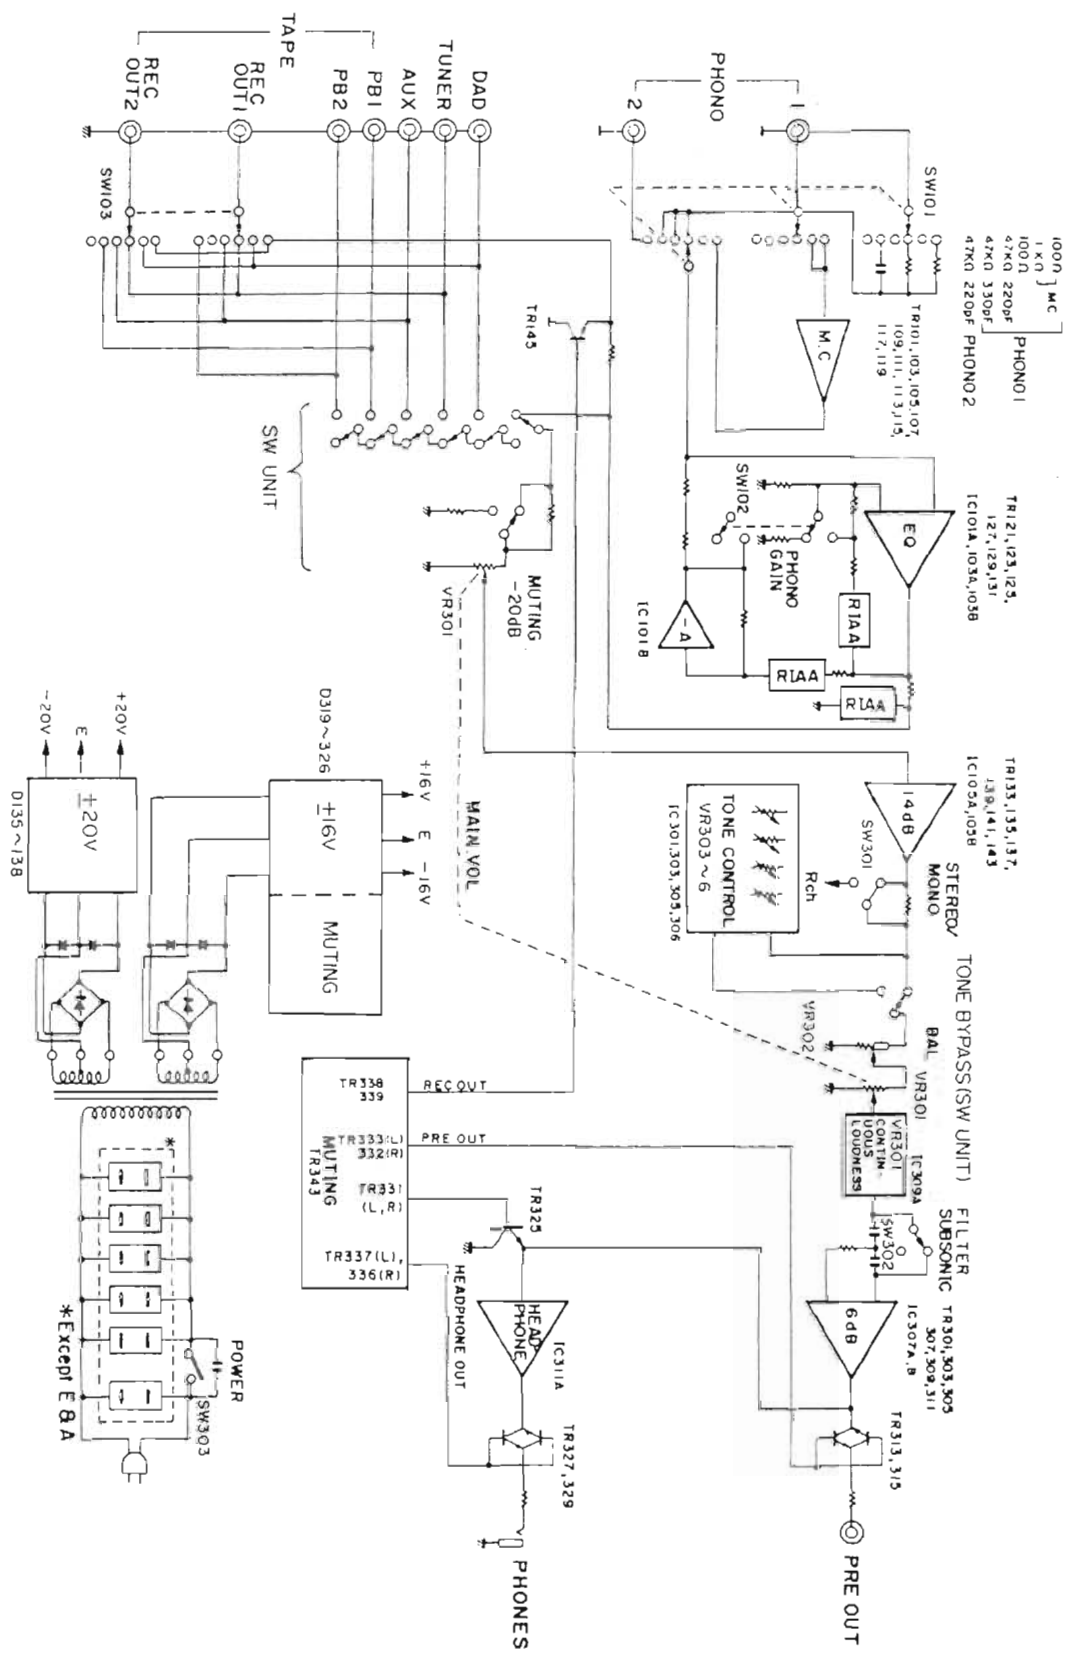 100Ω
1KΩ
100Ω
MC
47KΩ 220pF
47KΩ 330pF
PHONO1
47KΩ 220pF PHONO2
SW101
PHONO
1
2
M.C
TR101,103,105,107,
109,111,113,115,
117,119
TR121,123,125,
127,129,131
IC101A,103A,103B
EQ
SW102
PHONO
GAIN
RIAA
RIAA
RIAA
-A
IC101B
TAPE
REC
OUT2
REC
OUT1
PB2
PB1
AUX
TUNER
DAD
SW103
TR145
SW UNIT
MUTING
-20dB
VR301
MAIN VOL
TR133,135,137,
139,141,143
IC105A,105B
14dB
SW301
STEREO/
MONO
Rch
TONE CONTROL
VR303~6
IC301,303,305,306
TONE BYPASS(SW UNIT)
BAL
VR302
VR301
VR301
CONTIN-
UOUS
LOUDNESS
IC309A
SUBSONIC
FILTER
SW302
TR301,303,305
307,309,311
IC307A,B
6dB
TR313,315
PRE OUT
D319~326
±16V
MUTING
+16V
E
-16V
+20V
E
-20V
±20V
D135~138
TR338
339
REC OUT
TR333(L)
332(R)
PRE OUT
MUTING
TR343
TR331
(L,R)
TR337(L),
336(R)
HEADPHONE OUT
TR325
HEAD
PHONE
IC311A
TR327,329
PHONES
*
POWER
SW303
*Except E&A